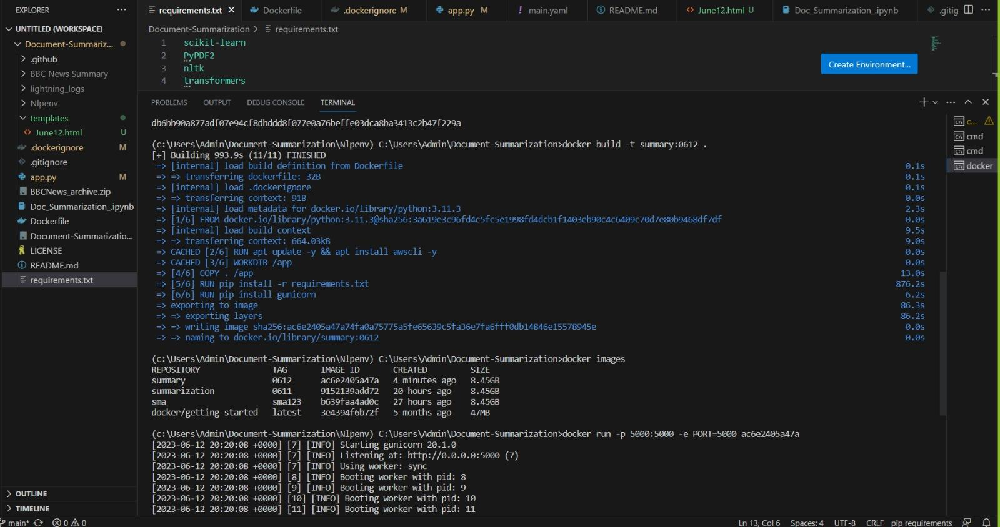 EXPLORER
requirements.txt
Dockerfile
.dockerignore M
app.py M
main.yaml
README.md
June12.html U
Doc_Summarization_.ipynb
.gitig
UNTITLED (WORKSPACE)
Document-Summariz...
.github
BBC News Summary
lightning_logs
Nlpenv
templates
June12.html U
.dockerignore M
.gitignore
app.py M
BBCNews_archive.zip
Doc_Summarization_.ipynb
Dockerfile
Document-Summarizatio...
LICENSE
README.md
requirements.txt
OUTLINE
TIMELINE
Document-Summarization > requirements.txt
1 scikit-learn
2 PyPDF2
3 nltk
4 transformers
Create Environment...
PROBLEMS OUTPUT DEBUG CONSOLE TERMINAL
db6bb90a877adf07e94cf8dbddd8f077e0a76beffe03dca8ba3413c2b47f229a
(c:\Users\Admin\Document-Summarization\Nlpenv) C:\Users\Admin\Document-Summarization>docker build -t summary:0612 .
[+] Building 993.9s (11/11) FINISHED
=> [internal] load build definition from Dockerfile 0.1s
=> => transferring dockerfile: 32B 0.1s
=> [internal] load .dockerignore 0.1s
=> => transferring context: 91B 0.0s
=> [internal] load metadata for docker.io/library/python:3.11.3 2.3s
=> [1/6] FROM docker.io/library/python:3.11.3@sha256:3a619e3c96fd4c5fc5e1998fd4dcb1f1403eb90c4c6409c70d7e80b9468df7df 0.0s
=> [internal] load build context 9.5s
=> => transferring context: 664.03kB 9.0s
=> CACHED [2/6] RUN apt update -y && apt install awscli -y 0.0s
=> CACHED [3/6] WORKDIR /app 0.0s
=> [4/6] COPY . /app 13.0s
=> [5/6] RUN pip install -r requirements.txt 876.2s
=> [6/6] RUN pip install gunicorn 6.2s
=> exporting to image 86.3s
=> => exporting layers 86.2s
=> => writing image sha256:ac6e2405a47a74fa0a75775a5fe65639c5fa36e7fa6fff0db14846e15578945e 0.0s
=> => naming to docker.io/library/summary:0612 0.0s
(c:\Users\Admin\Document-Summarization\Nlpenv) C:\Users\Admin\Document-Summarization>docker images
REPOSITORY TAG IMAGE ID CREATED SIZE
summary 0612 ac6e2405a47a 4 minutes ago 8.45GB
summarization 0611 9152139add72 20 hours ago 8.45GB
sma sma123 b639faa4ad0c 27 hours ago 8.45GB
docker/getting-started latest 3e4394f6b72f 5 months ago 47MB
(c:\Users\Admin\Document-Summarization\Nlpenv) C:\Users\Admin\Document-Summarization>docker run -p 5000:5000 -e PORT=5000 ac6e2405a47a
[2023-06-12 20:20:08 +0000] [7] [INFO] Starting gunicorn 20.1.0
[2023-06-12 20:20:08 +0000] [7] [INFO] Listening at: http://0.0.0.0:5000 (7)
[2023-06-12 20:20:08 +0000] [7] [INFO] Using worker: sync
[2023-06-12 20:20:08 +0000] [8] [INFO] Booting worker with pid: 8
[2023-06-12 20:20:08 +0000] [9] [INFO] Booting worker with pid: 9
[2023-06-12 20:20:08 +0000] [10] [INFO] Booting worker with pid: 10
[2023-06-12 20:20:08 +0000] [11] [INFO] Booting worker with pid: 11
c...
cmd
cmd
docker
main* 0 0 Ln 13, Col 6 Spaces: 4 UTF-8 CRLF pip requirements